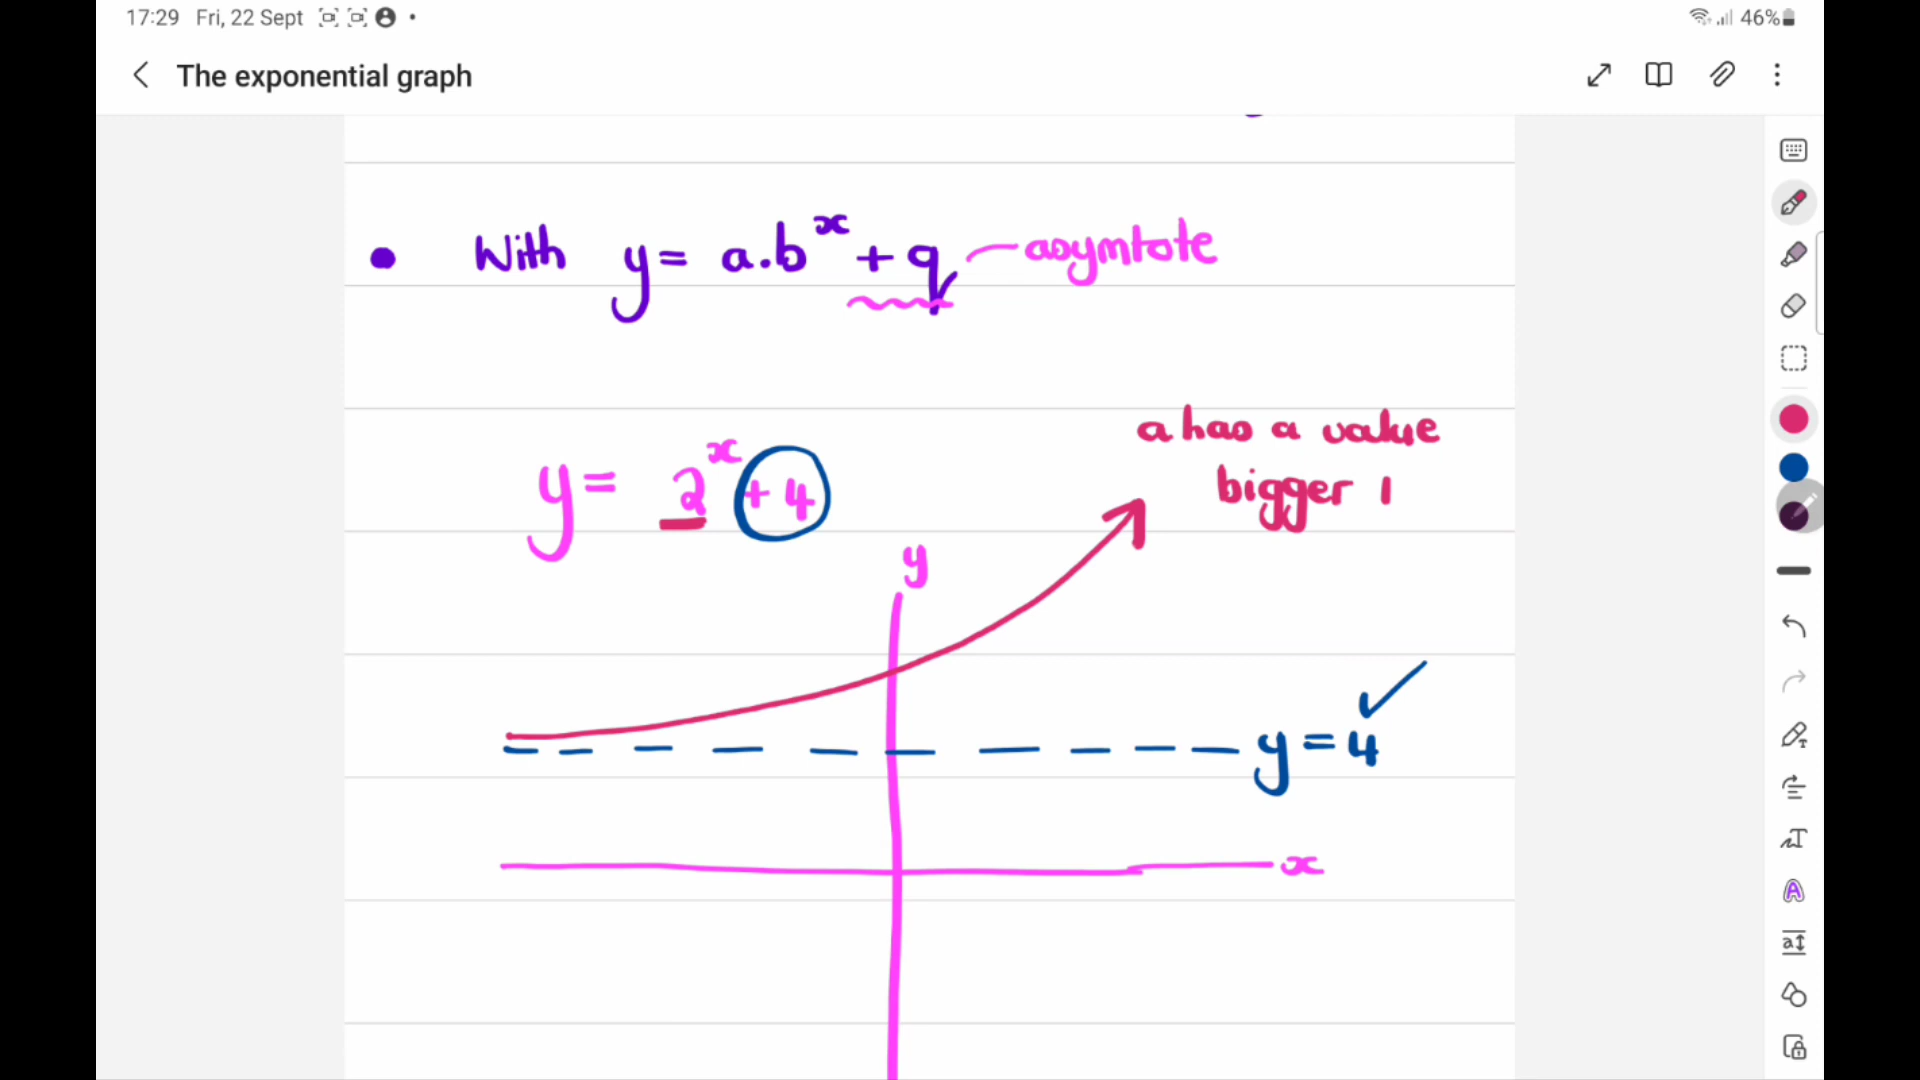 17:29 Fri, 22 Sept
46%
The exponential graph
• With y = a.b^x + q asymtote
a has a value
bigger 1
y = 2^x + 4
y
y = 4
x